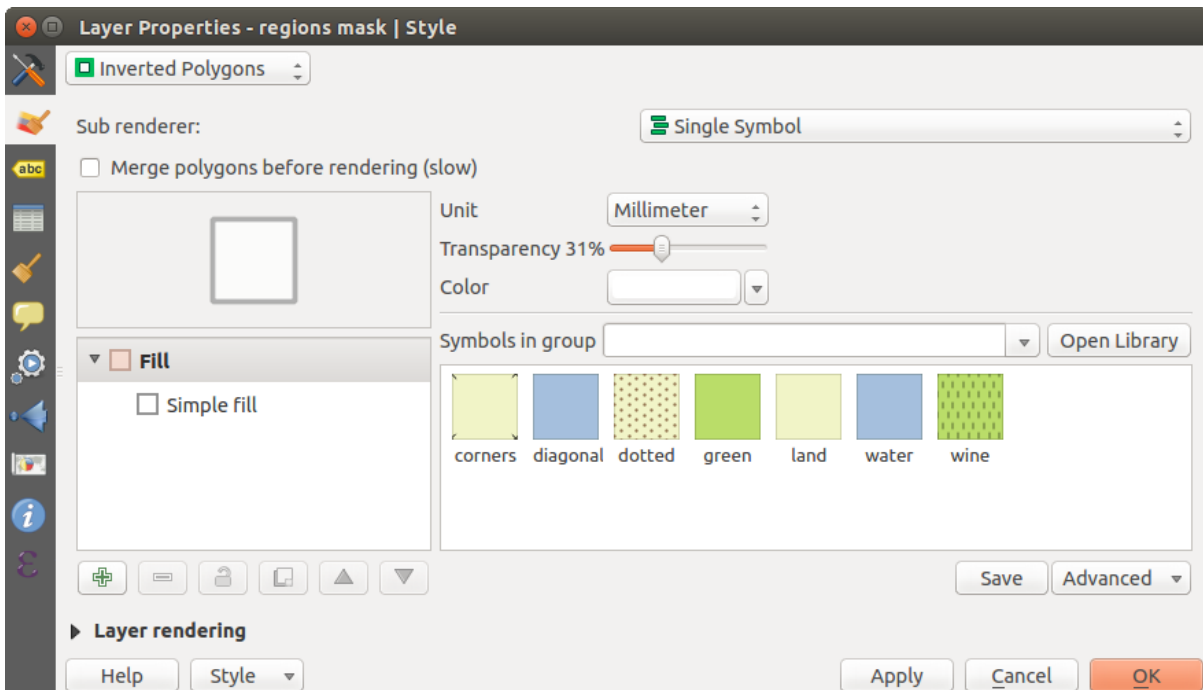 Layer Properties - regions mask | Style
Inverted Polygons
Sub renderer:
Single Symbol
abc
Merge polygons before rendering (slow)
Unit
Millimeter
Transparency 31%
Color
Symbols in group
Open Library
Fill
Simple fill
corners diagonal dotted green land water wine
Save
Advanced
Layer rendering
Help
Style
Apply
Cancel
OK